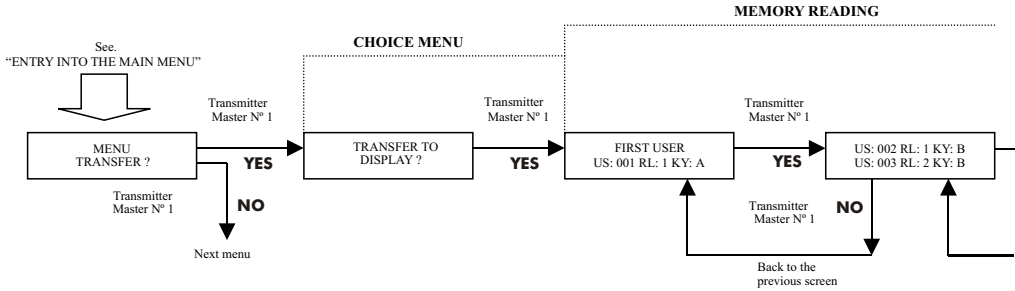 MEMORY READING
CHOICE MENU
See.
“ENTRY INTO THE MAIN MENU”
Transmitter
Master Nº 1
Transmitter
Master Nº 1
Transmitter
Master Nº 1
MENU
TRANSFER ?
YES
TRANSFER TO
DISPLAY ?
YES
FIRST USER
US: 001 RL: 1 KY: A
YES
US: 002 RL: 1 KY: B
US: 003 RL: 2 KY: B
Transmitter
Master Nº 1
NO
Transmitter
Master Nº 1
NO
Next menu
Back to the
previous screen